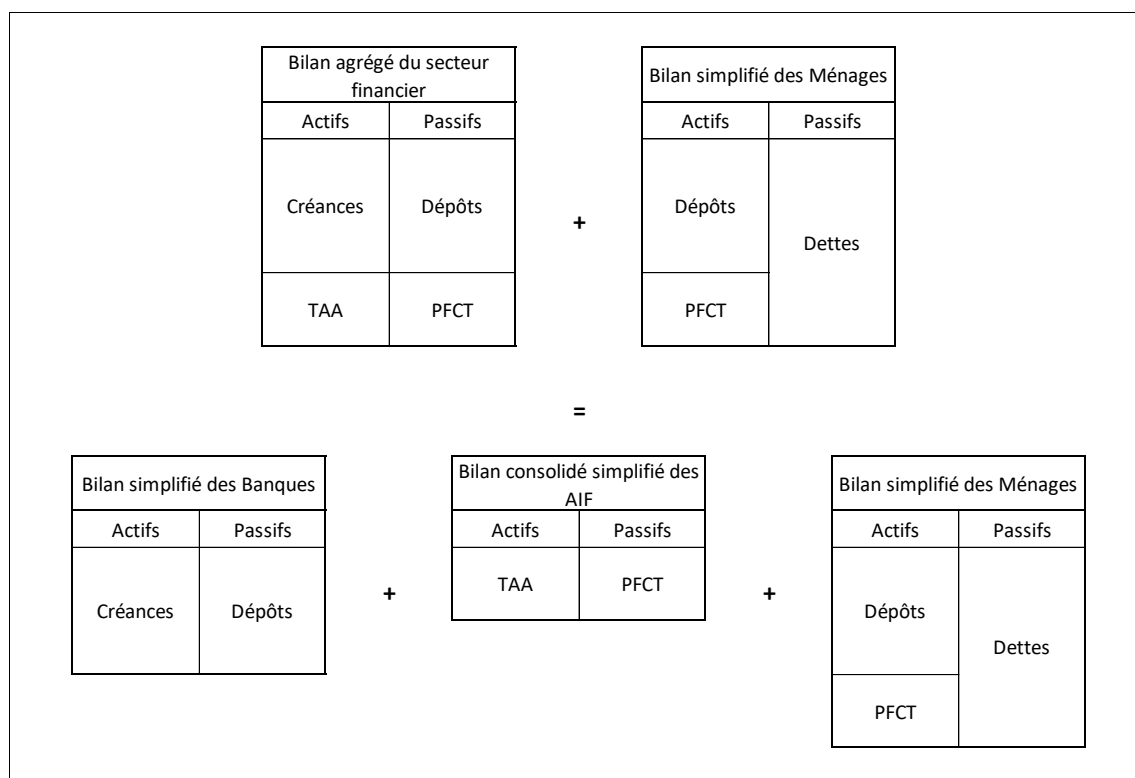 Bilan agrégé du secteur
financier
Bilan simplifié des Ménages
Actifs Passifs
Actifs Passifs
Créances Dépôts
Dépôts
+
Dettes
TAA PFCT
PFCT
=
Bilan simplifié des Banques
Bilan consolidé simplifié des
AIF
Bilan simplifié des Ménages
Actifs Passifs
Actifs Passifs
Actifs Passifs
Créances Dépôts
+
TAA PFCT
+
Dépôts
Dettes
PFCT